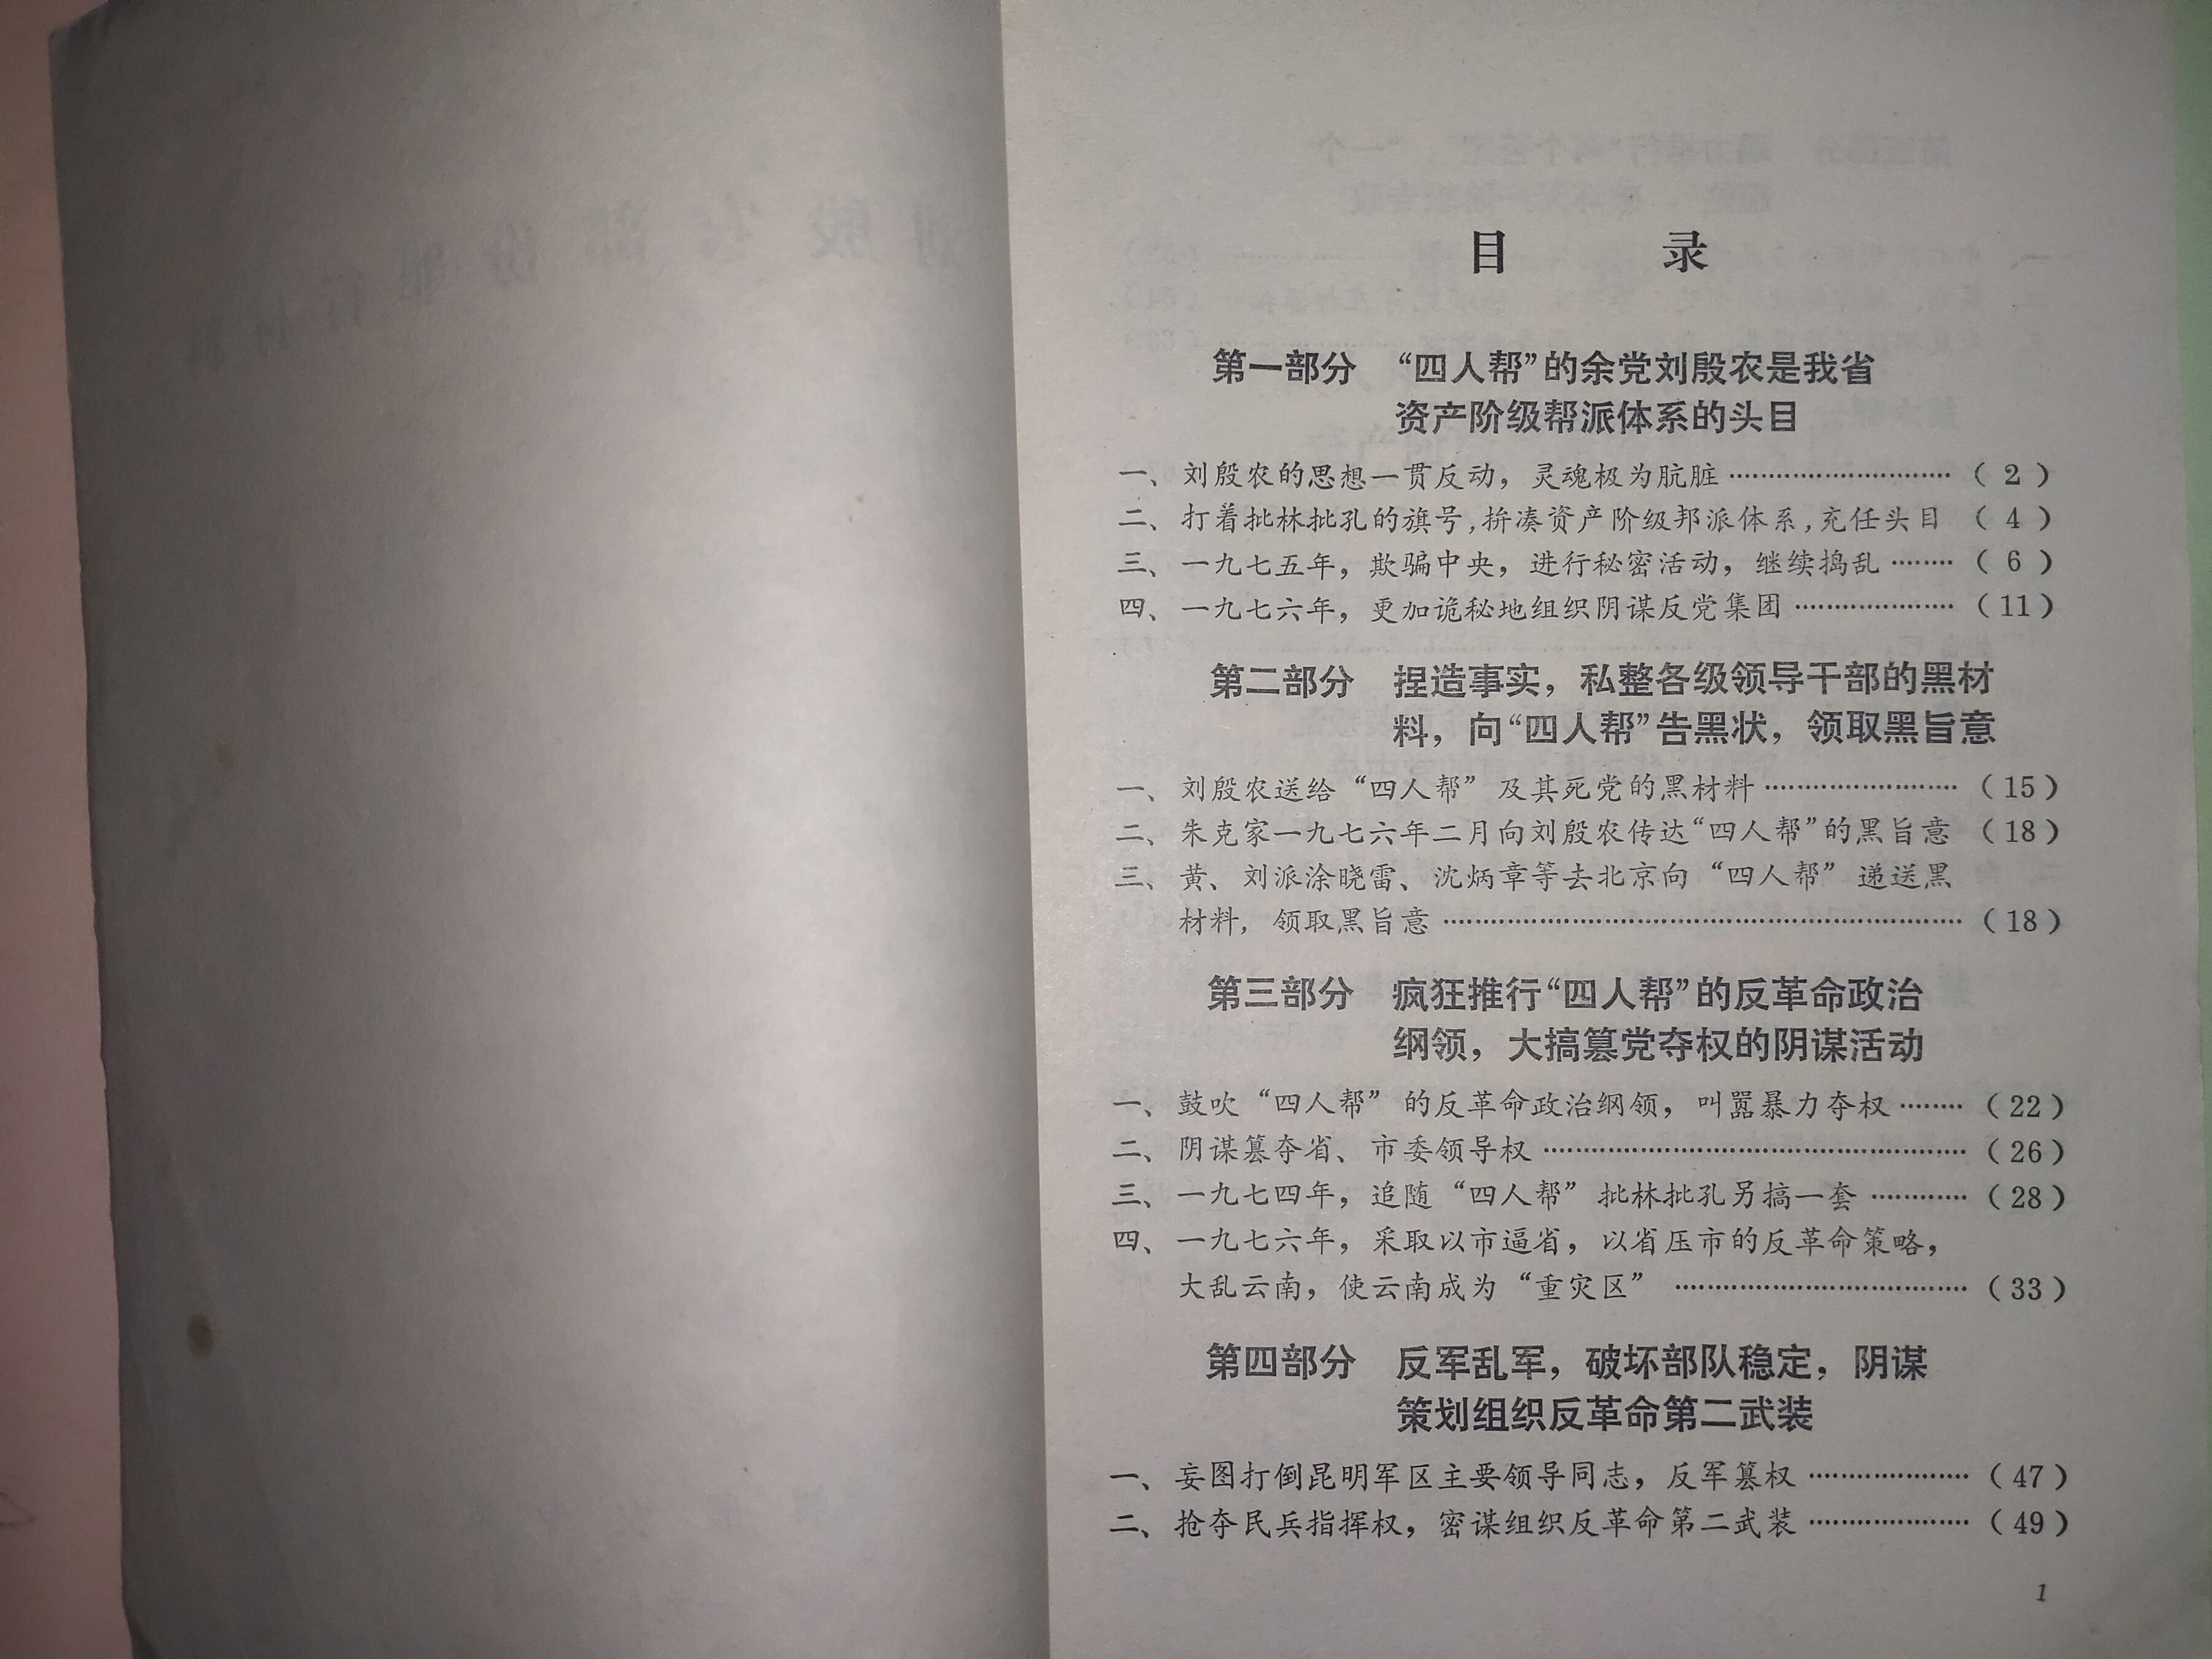 目 录
第一部分 “四人帮”的余党刘殷农是我省
资产阶级帮派体系的头目
一、刘殷农的思想一贯反动，灵魂极为肮脏…………………………（ 2 ）
二、打着批林批孔的旗号,拚凑资产阶级邦派体系,充任头目（ 4 ）
三、一九七五年，欺骗中央，进行秘密活动，继续捣乱………（ 6 ）
四、一九七六年，更加诡秘地组织阴谋反党集团…………………（11）
第二部分 捏造事实，私整各级领导干部的黑材
料，向“四人帮”告黑状，领取黑旨意
一、刘殷农送给“四人帮”及其死党的黑材料……………………（15）
二、朱克家一九七六年二月向刘殷农传达“四人帮”的黑旨意（18）
三、黄、刘派涂晓雷、沈炳章等去北京向“四人帮”递送黑
材料，领取黑旨意………………………………………………………（18）
第三部分 疯狂推行“四人帮”的反革命政治
纲领，大搞篡党夺权的阴谋活动
一、鼓吹“四人帮”的反革命政治纲领，叫嚣暴力夺权………（22）
二、阴谋篡夺省、市委领导权……………………………………………（26）
三、一九七四年，追随“四人帮”批林批孔另搞一套…………（28）
四、一九七六年，采取以市逼省，以省压市的反革命策略，
大乱云南，使云南成为“重灾区”………………………………（33）
第四部分 反军乱军，破坏部队稳定，阴谋
策划组织反革命第二武装
一、妄图打倒昆明军区主要领导同志，反军篡权…………………（47）
二、抢夺民兵指挥权，密谋组织反革命第二武装…………………（49）
1